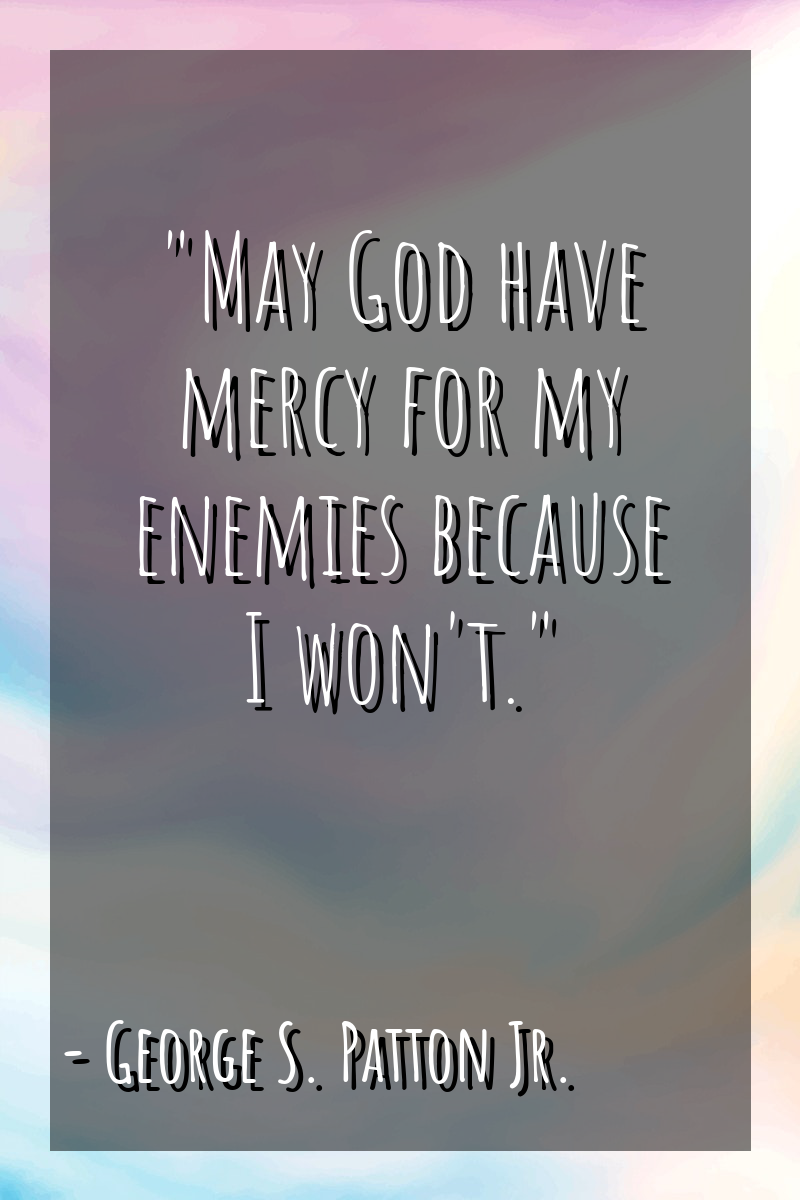 "May God have
mercy for my
enemies because
I won't."
- George S. Patton Jr.